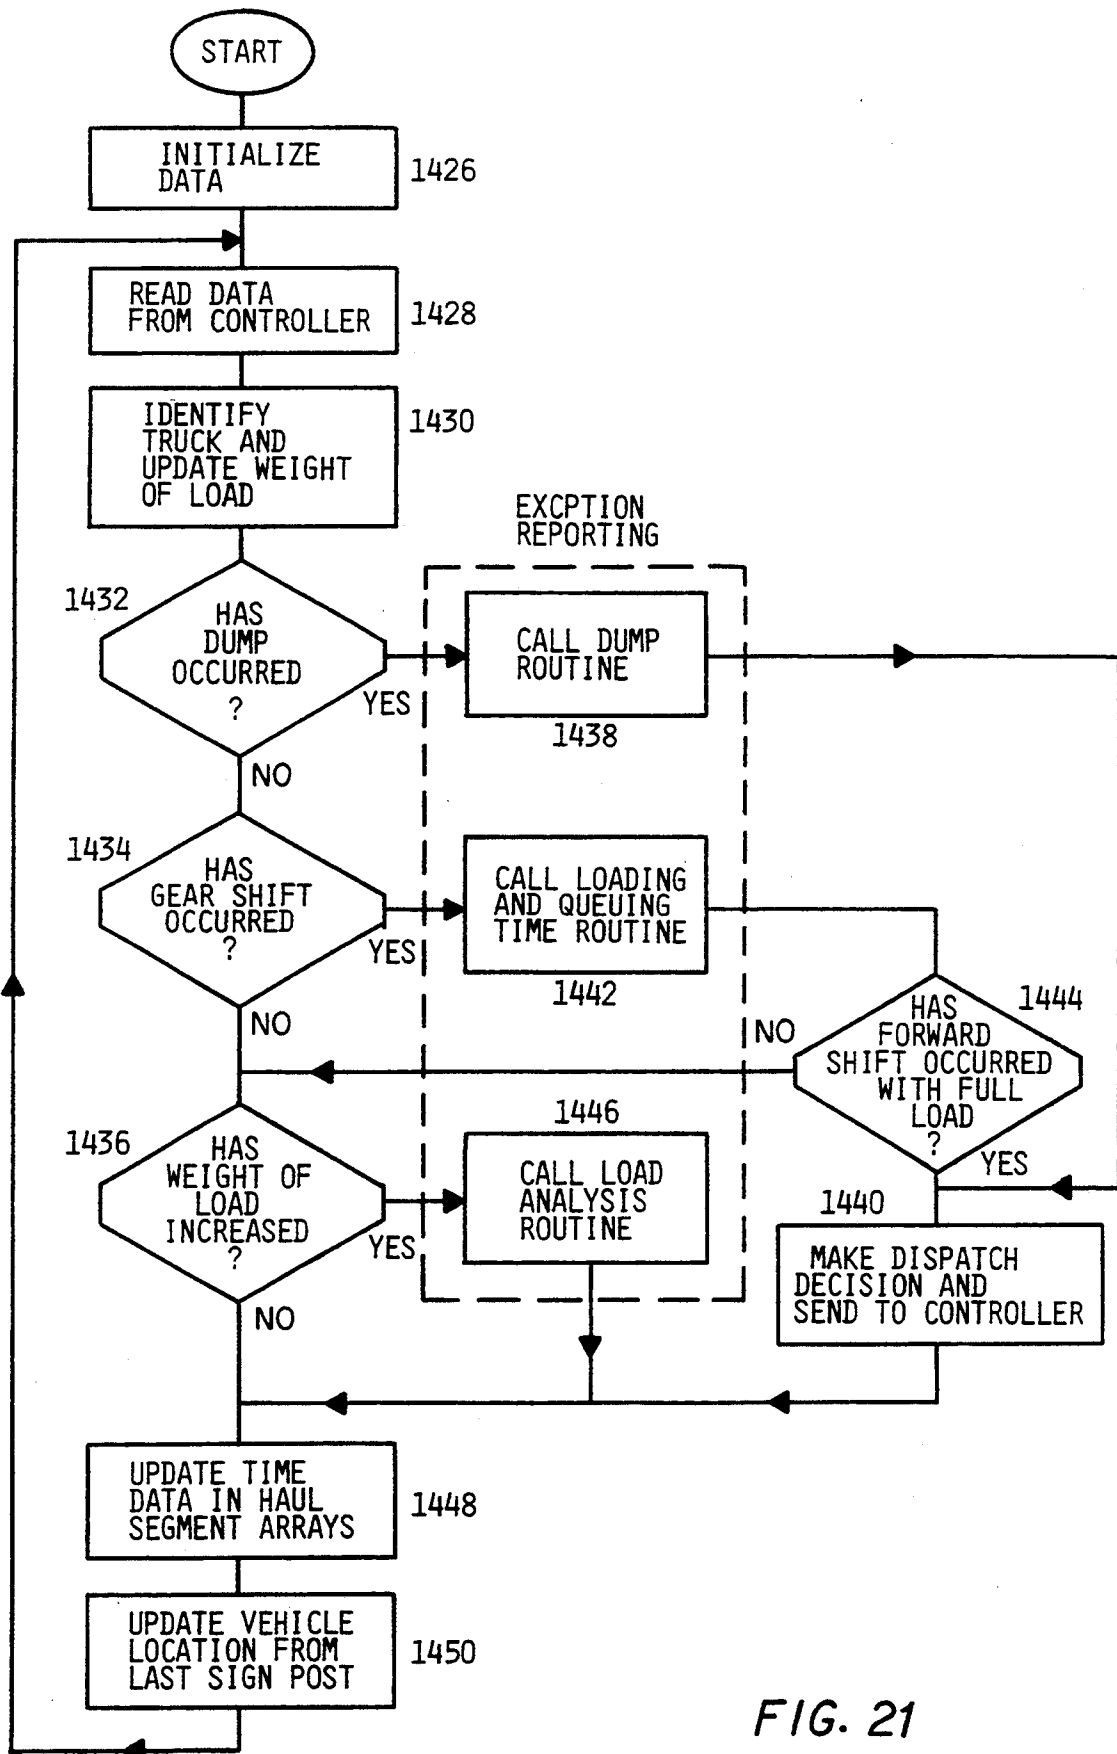 START
INITIALIZE
DATA
1426
READ DATA
FROM CONTROLLER
1428
IDENTIFY
TRUCK AND
UPDATE WEIGHT
OF LOAD
1430
EXCPTION
REPORTING
1432
HAS
DUMP
OCCURRED
?
YES
NO
CALL DUMP
ROUTINE
1438
1434
HAS
GEAR SHIFT
OCCURRED
?
YES
NO
CALL LOADING
AND QUEUING
TIME ROUTINE
1442
1444
HAS
FORWARD
SHIFT OCCURRED
WITH FULL
LOAD
?
NO
YES
1436
HAS
WEIGHT OF
LOAD
INCREASED
?
YES
NO
1446
CALL LOAD
ANALYSIS
ROUTINE
1440
MAKE DISPATCH
DECISION AND
SEND TO CONTROLLER
UPDATE TIME
DATA IN HAUL
SEGMENT ARRAYS
1448
UPDATE VEHICLE
LOCATION FROM
LAST SIGN POST
1450
FIG. 21